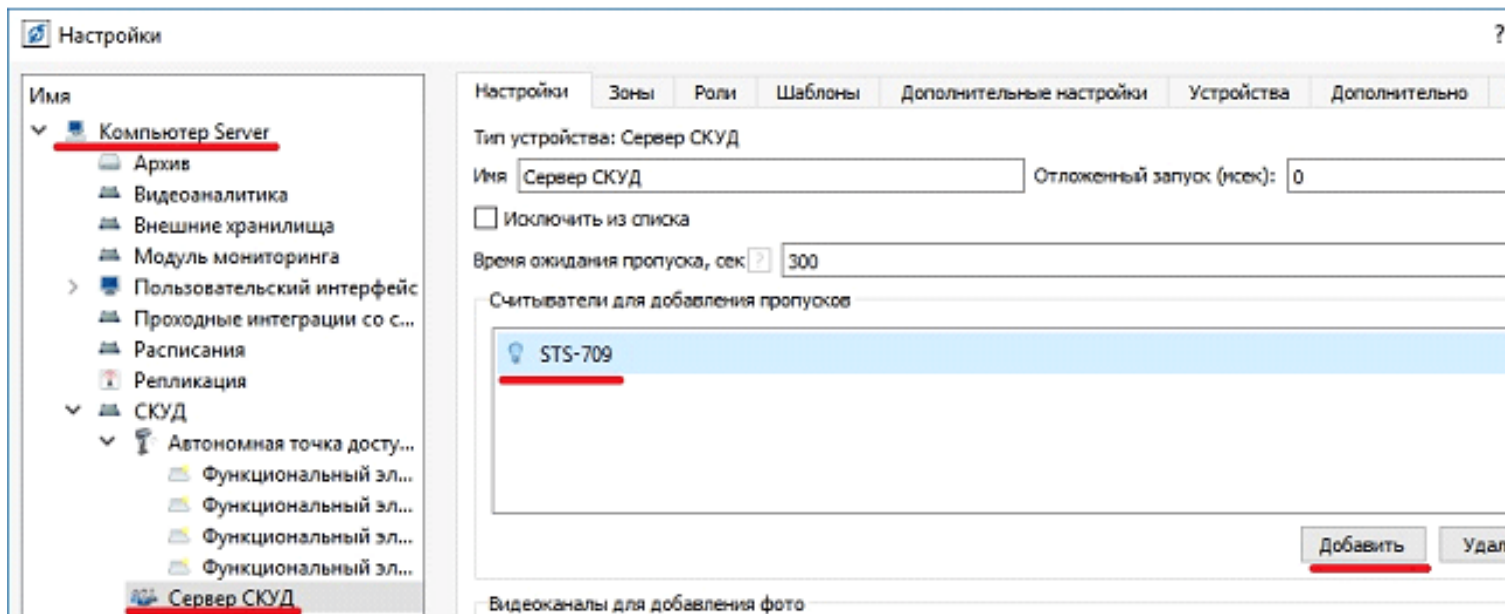 Настройки
?
Имя
Компьютер Server
Архив
Видеоаналитика
Внешние хранилища
Модуль мониторинга
Пользовательский интерфейс
Проходные интеграции со с...
Расписания
Репликация
СКУД
Автономная точка досту...
Функциональный эл...
Функциональный эл...
Функциональный эл...
Функциональный эл...
Сервер СКУД
Настройки Зоны Роли Шаблоны Дополнительные настройки Устройства Дополнительно
Тип устройства: Сервер СКУД
Имя Сервер СКУД Отложенный запуск (мсек): 0
Исключить из списка
Время ожидания пропуска, сек ? 300
Считыватели для добавления пропусков
STS-709
Добавить Удал
Видеоканалы для добавления фото